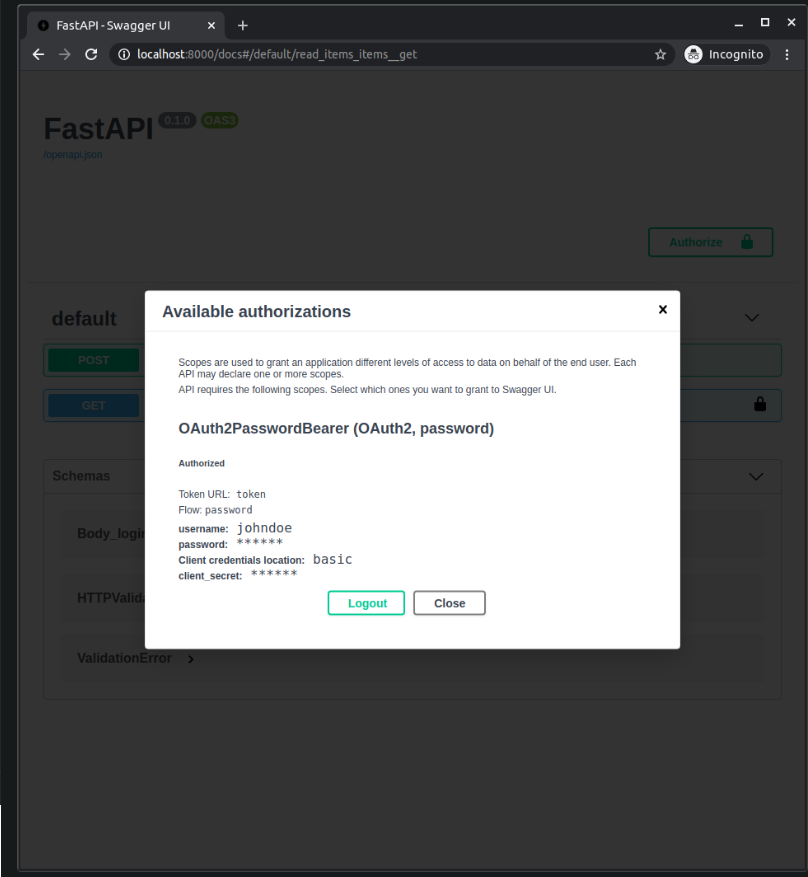 FastAPI - Swagger UI
localhost:8000/docs#/default/read_items_items__get
Incognito
FastAPI 0.1.0 OAS3
/openapi.json
Authorize
default
POST
GET
Available authorizations
Scopes are used to grant an application different levels of access to data on behalf of the end user. Each
API may declare one or more scopes.
API requires the following scopes. Select which ones you want to grant to Swagger UI.
OAuth2PasswordBearer (OAuth2, password)
Authorized
Token URL: token
Flow: password
username: johndoe
password: ******
Client credentials location: basic
client_secret: ******
Logout Close
Schemas
Body_logi
HTTPValid
ValidationError